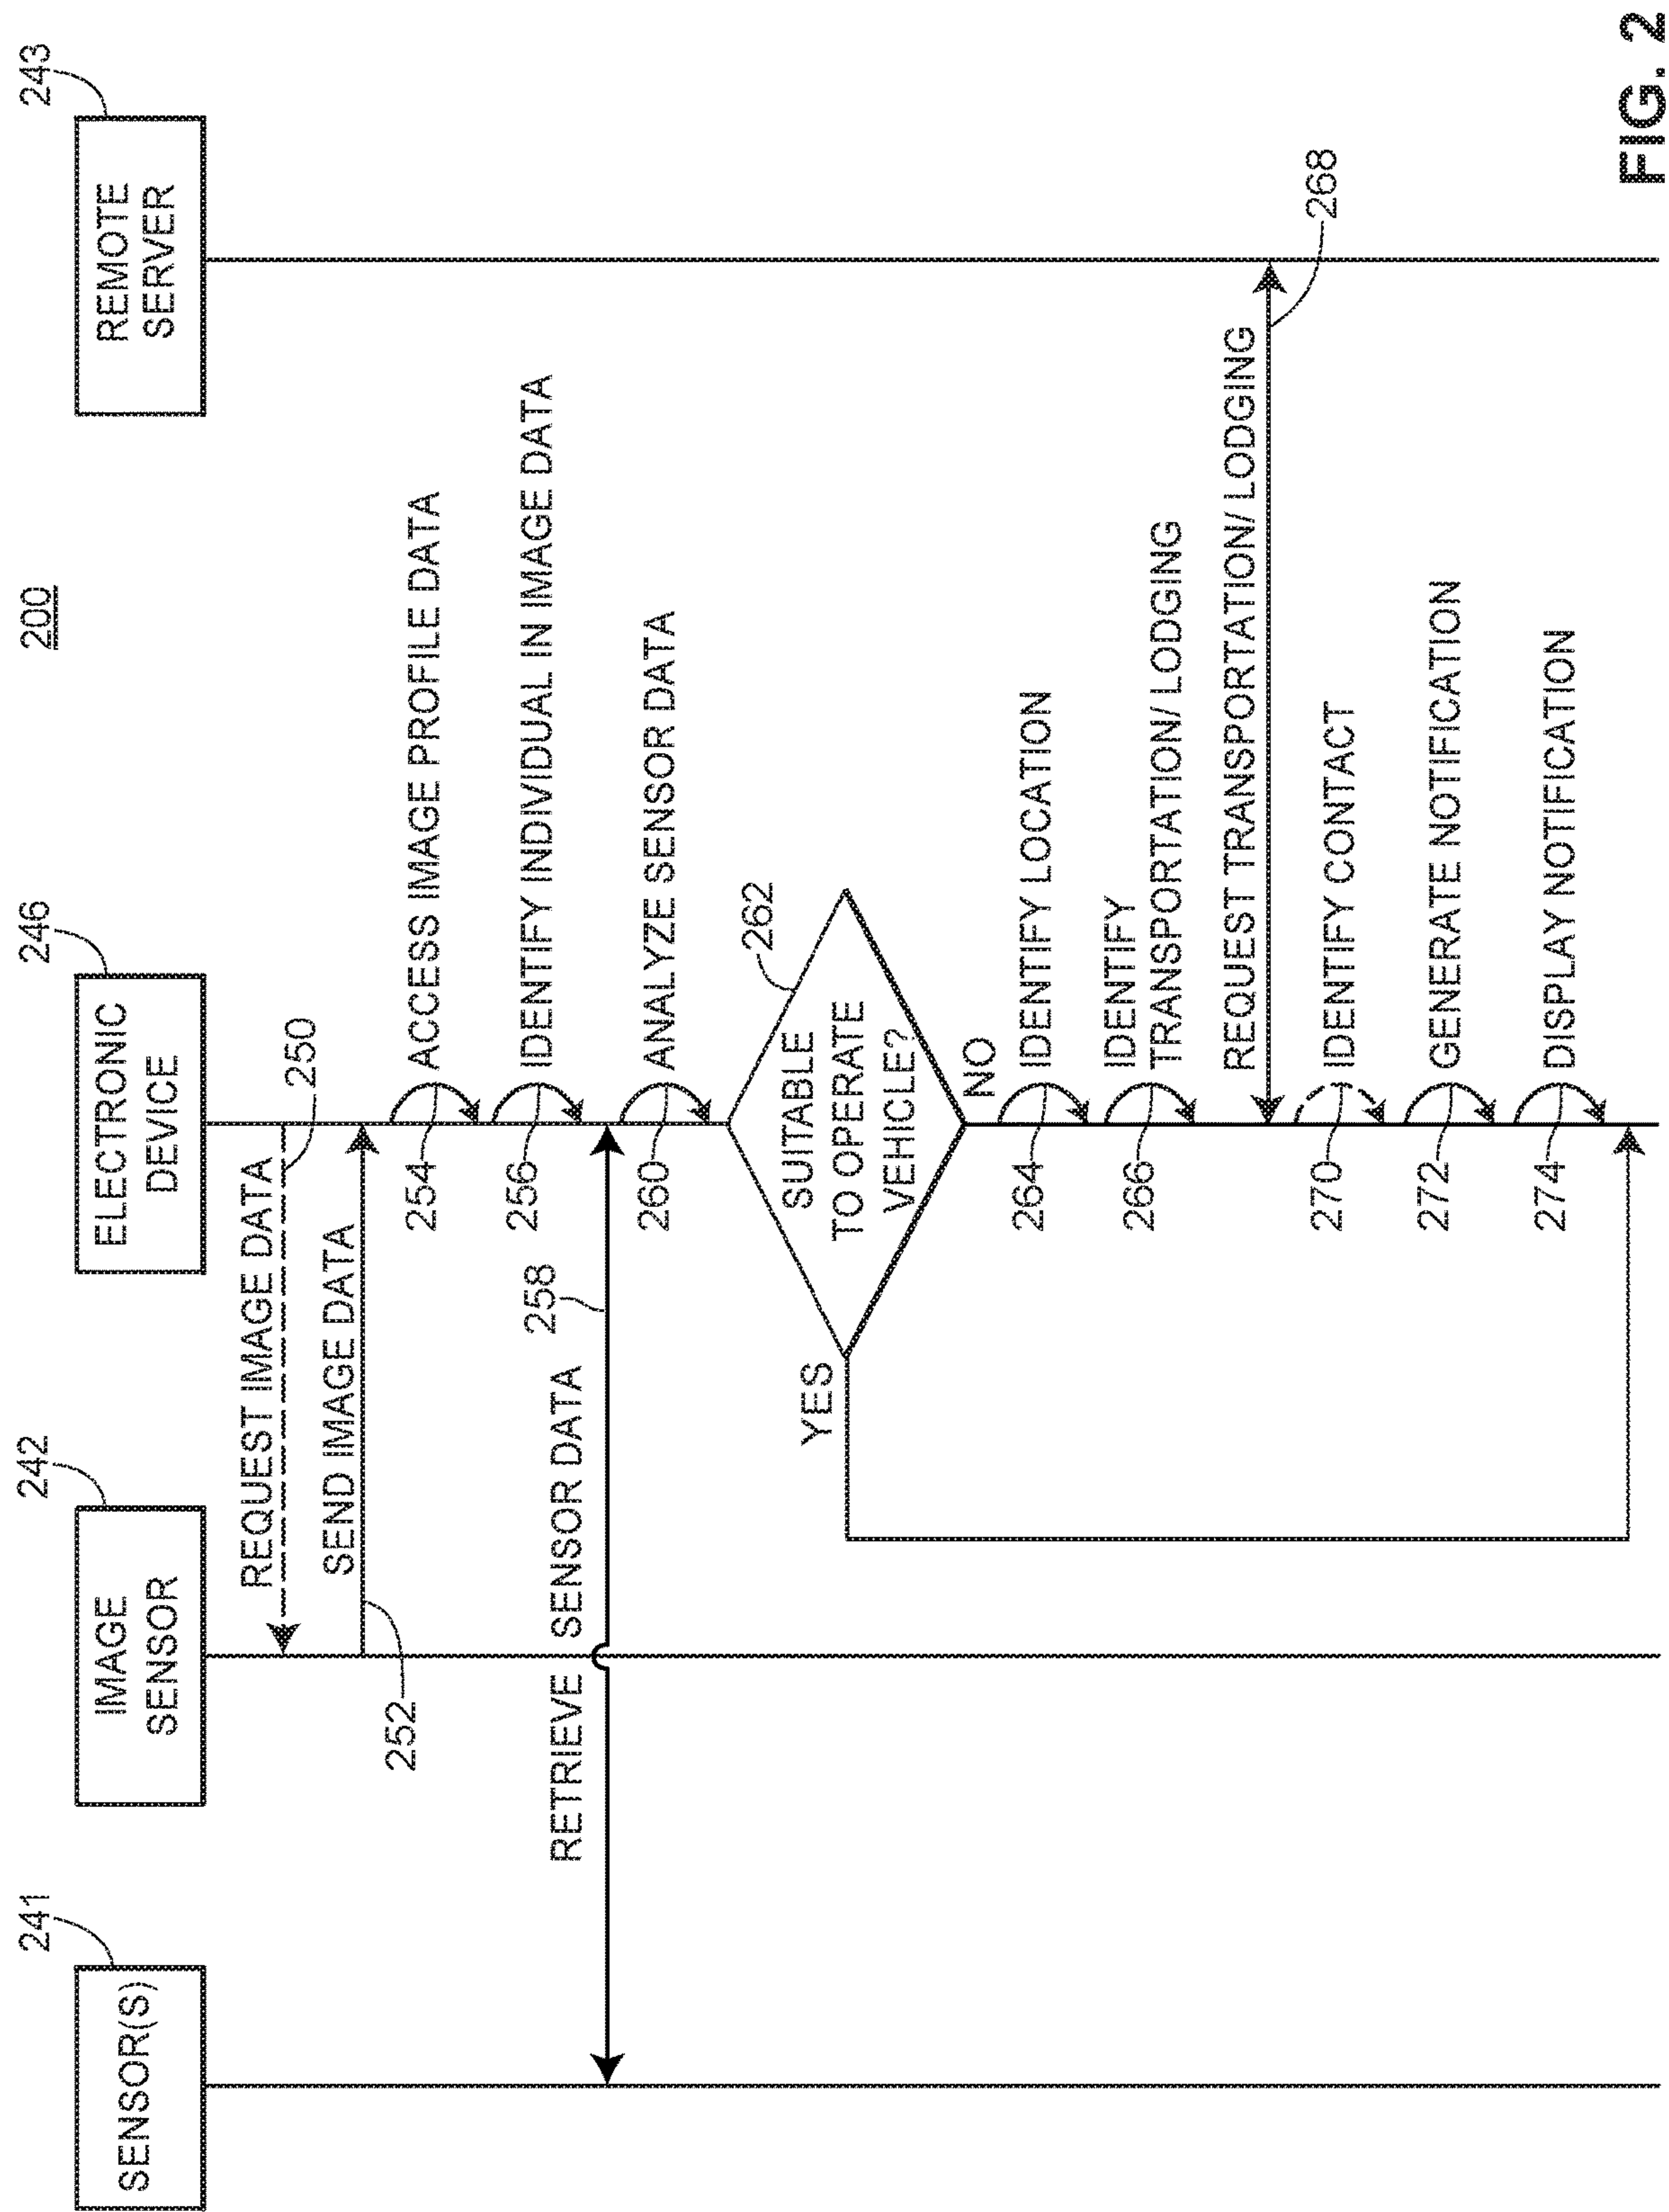 200
241
SENSOR(S)
242
IMAGE
SENSOR
246
ELECTRONIC
DEVICE
243
REMOTE
SERVER
REQUEST IMAGE DATA
250
SEND IMAGE DATA
252
254
ACCESS IMAGE PROFILE DATA
256
IDENTIFY INDIVIDUAL IN IMAGE DATA
RETRIEVE SENSOR DATA
258
260
ANALYZE SENSOR DATA
262
SUITABLE
TO OPERATE
VEHICLE?
YES
NO
264
IDENTIFY LOCATION
266
IDENTIFY
TRANSPORTATION/ LODGING
REQUEST TRANSPORTATION/ LODGING
268
270
IDENTIFY CONTACT
272
GENERATE NOTIFICATION
274
DISPLAY NOTIFICATION
FIG. 2